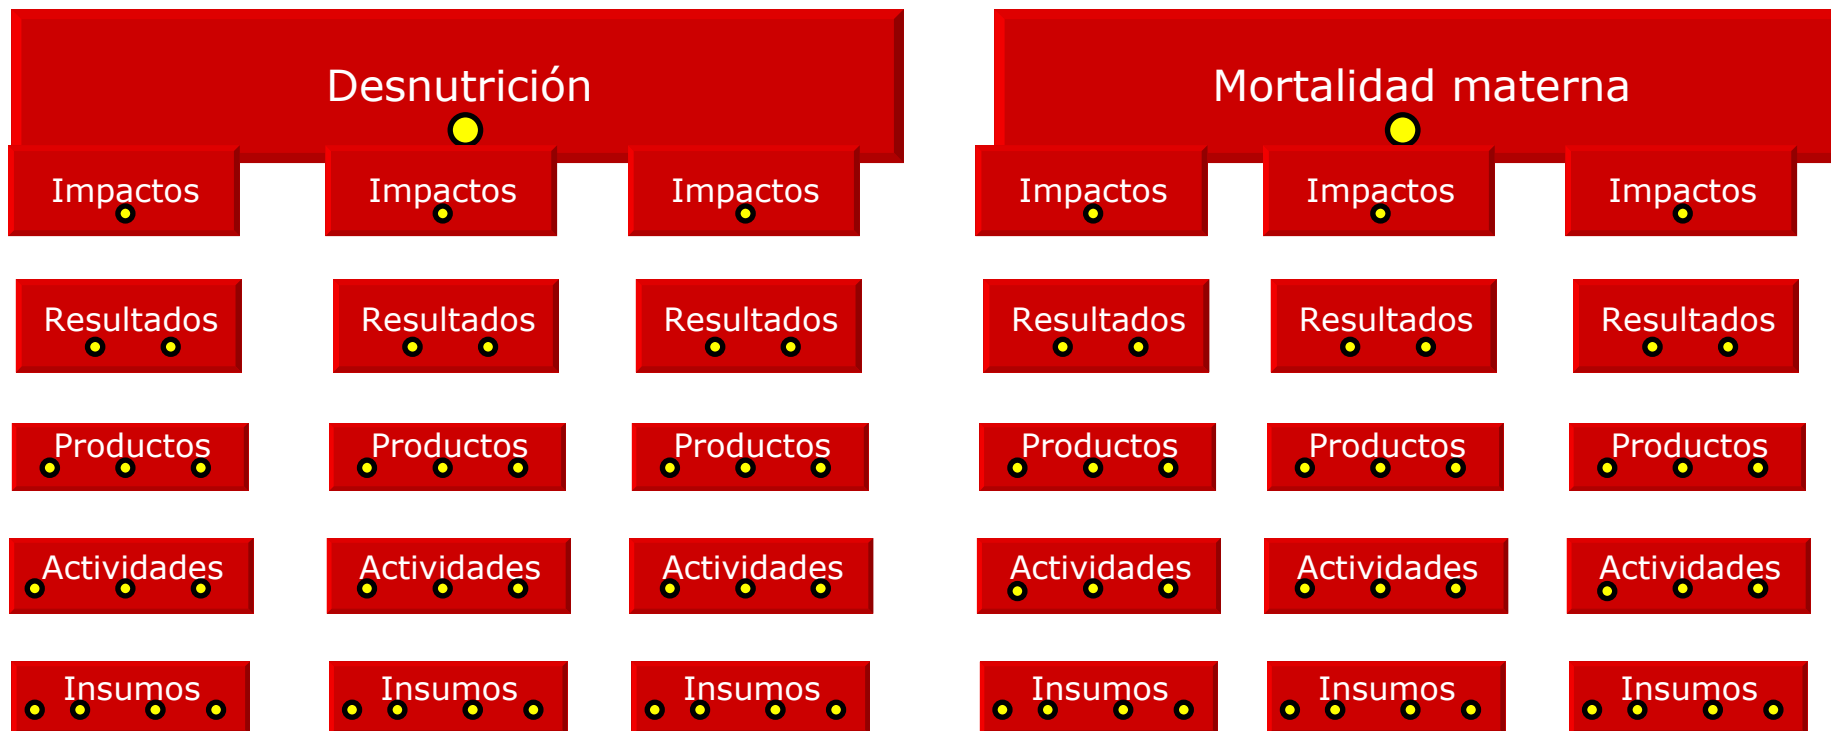 Desnutrición
Mortalidad materna
Impactos
Impactos
Impactos
Impactos
Impactos
Impactos
Resultados
Resultados
Resultados
Resultados
Resultados
Resultados
Productos
Productos
Productos
Productos
Productos
Productos
Actividades
Actividades
Actividades
Actividades
Actividades
Actividades
Insumos
Insumos
Insumos
Insumos
Insumos
Insumos